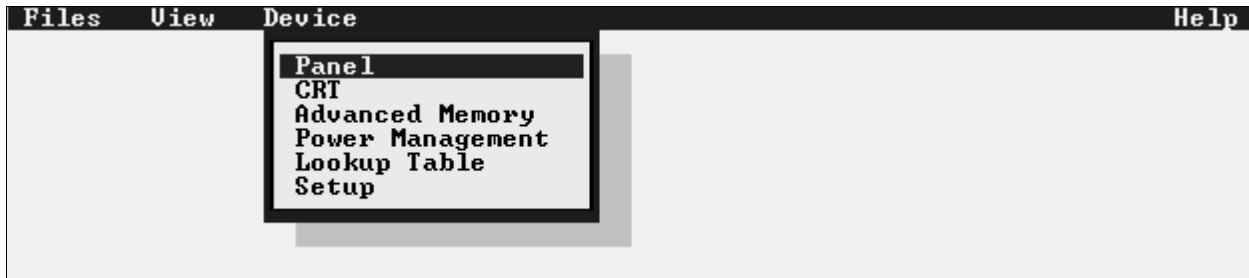 Files View Device Help
Panel
CRT
Advanced Memory
Power Management
Lookup Table
Setup